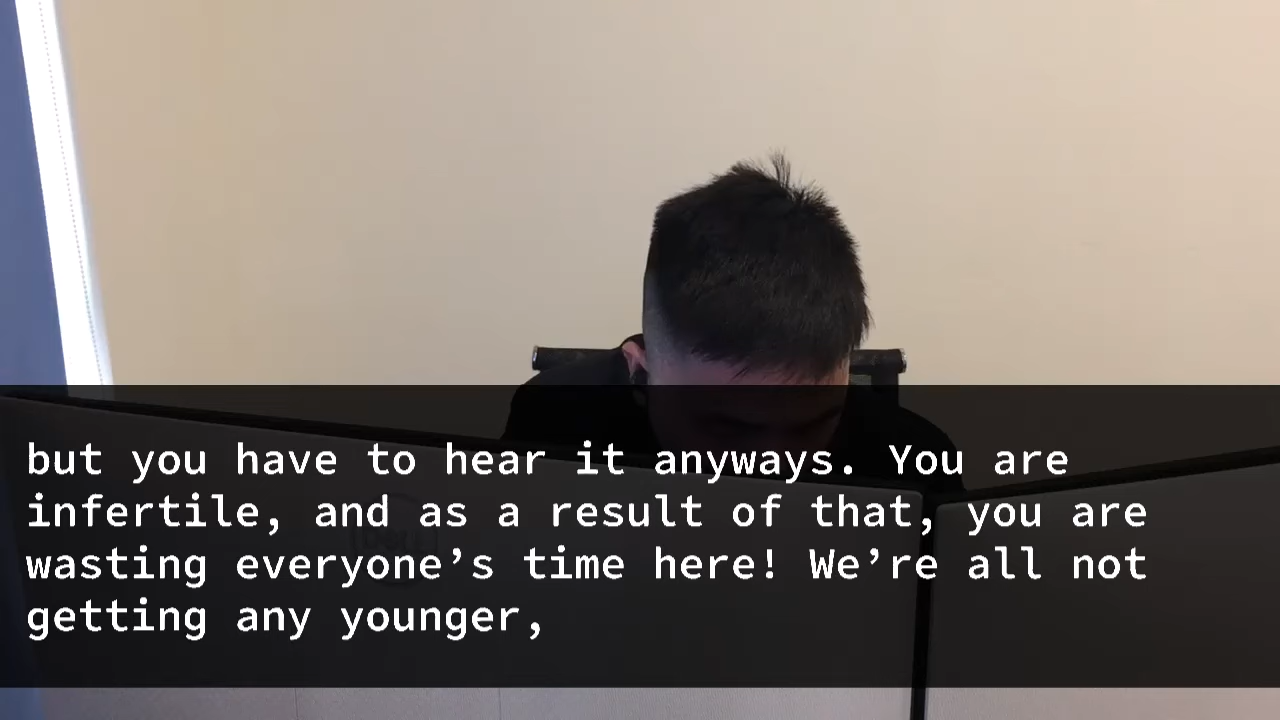 but you have to hear it anyways. You are
infertile, and as a result of that, you are
wasting everyone’s time here! We’re all not
getting any younger,